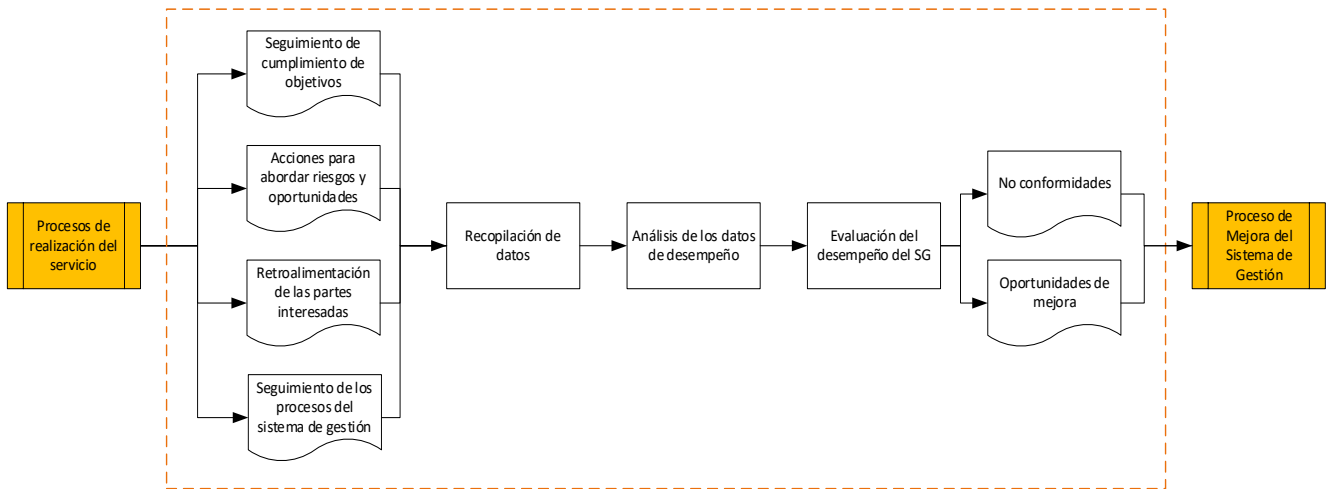 Procesos de
realización del
servicio
Seguimiento de
cumplimiento de
objetivos
Acciones para
abordar riesgos y
oportunidades
Retroalimentación
de las partes
interesadas
Seguimiento de los
procesos del
sistema de gestión
Recopilación de
datos
Análisis de los datos
de desempeño
Evaluación del
desempeño del SG
No conformidades
Oportunidades de
mejora
Proceso de
Mejora del
Sistema de
Gestión